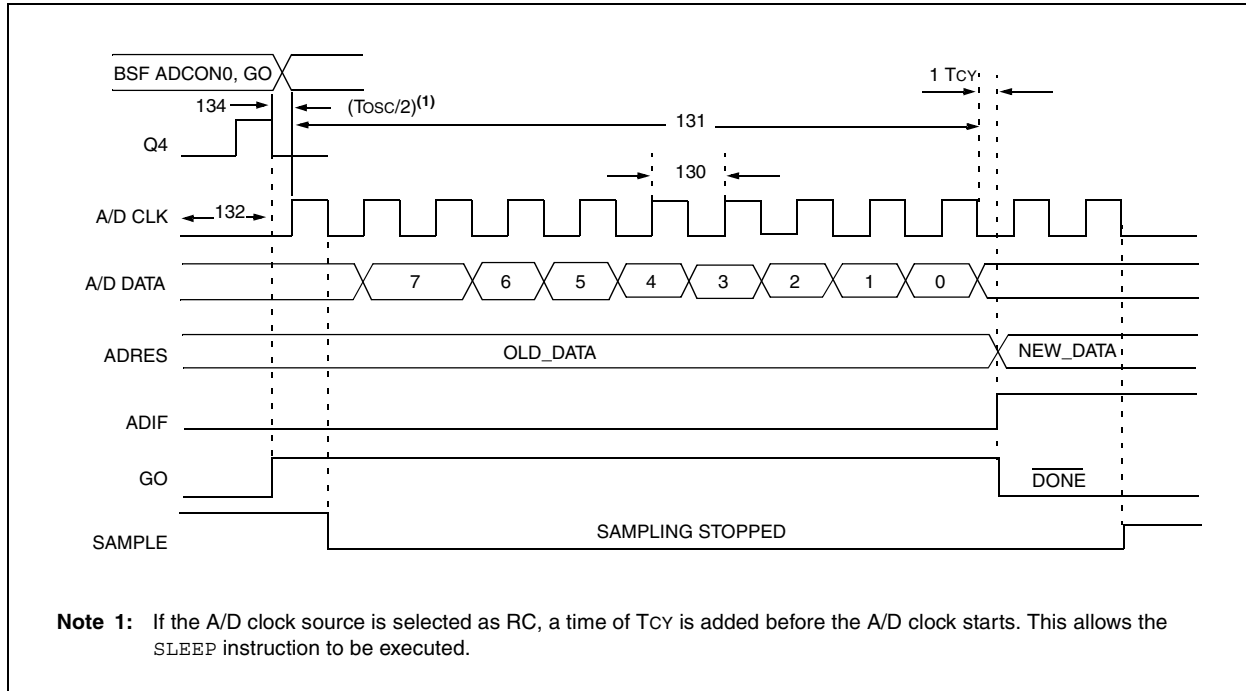 BSF ADCON0, GO
1 TCY
134
(TOSC/2)(1)
131
Q4
130
A/D CLK
132
A/D DATA
7
6
5
4
3
2
1
0
ADRES
OLD_DATA
NEW_DATA
ADIF
GO
DONE
SAMPLE
SAMPLING STOPPED
Note 1: If the A/D clock source is selected as RC, a time of TCY is added before the A/D clock starts. This allows the
SLEEP instruction to be executed.